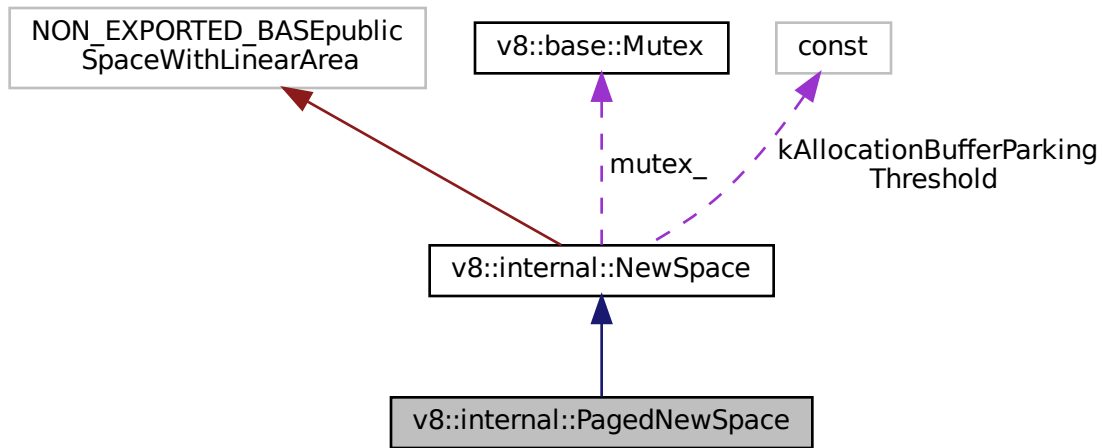 NON_EXPORTED_BASEpublic
SpaceWithLinearArea
v8::base::Mutex
const
mutex_
kAllocationBufferParking
Threshold
v8::internal::NewSpace
v8::internal::PagedNewSpace